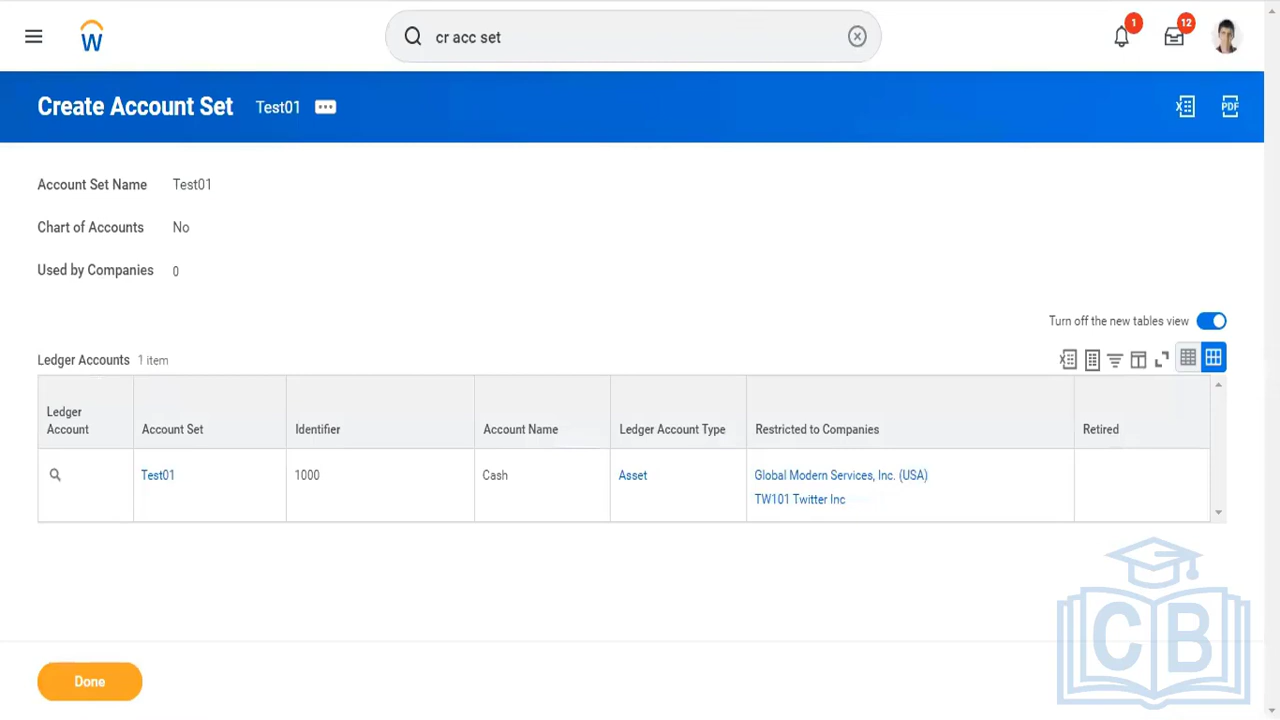 W
cr acc set
1
12
Create Account Set Test01
PDF
Account Set Name Test01
Chart of Accounts No
Used by Companies 0
Turn off the new tables view
Ledger Accounts 1 item
Ledger Account
Account Set
Identifier
Account Name
Ledger Account Type
Restricted to Companies
Retired
Test01
1000
Cash
Asset
Global Modern Services, Inc. (USA)
TW101 Twitter Inc
CB
Done